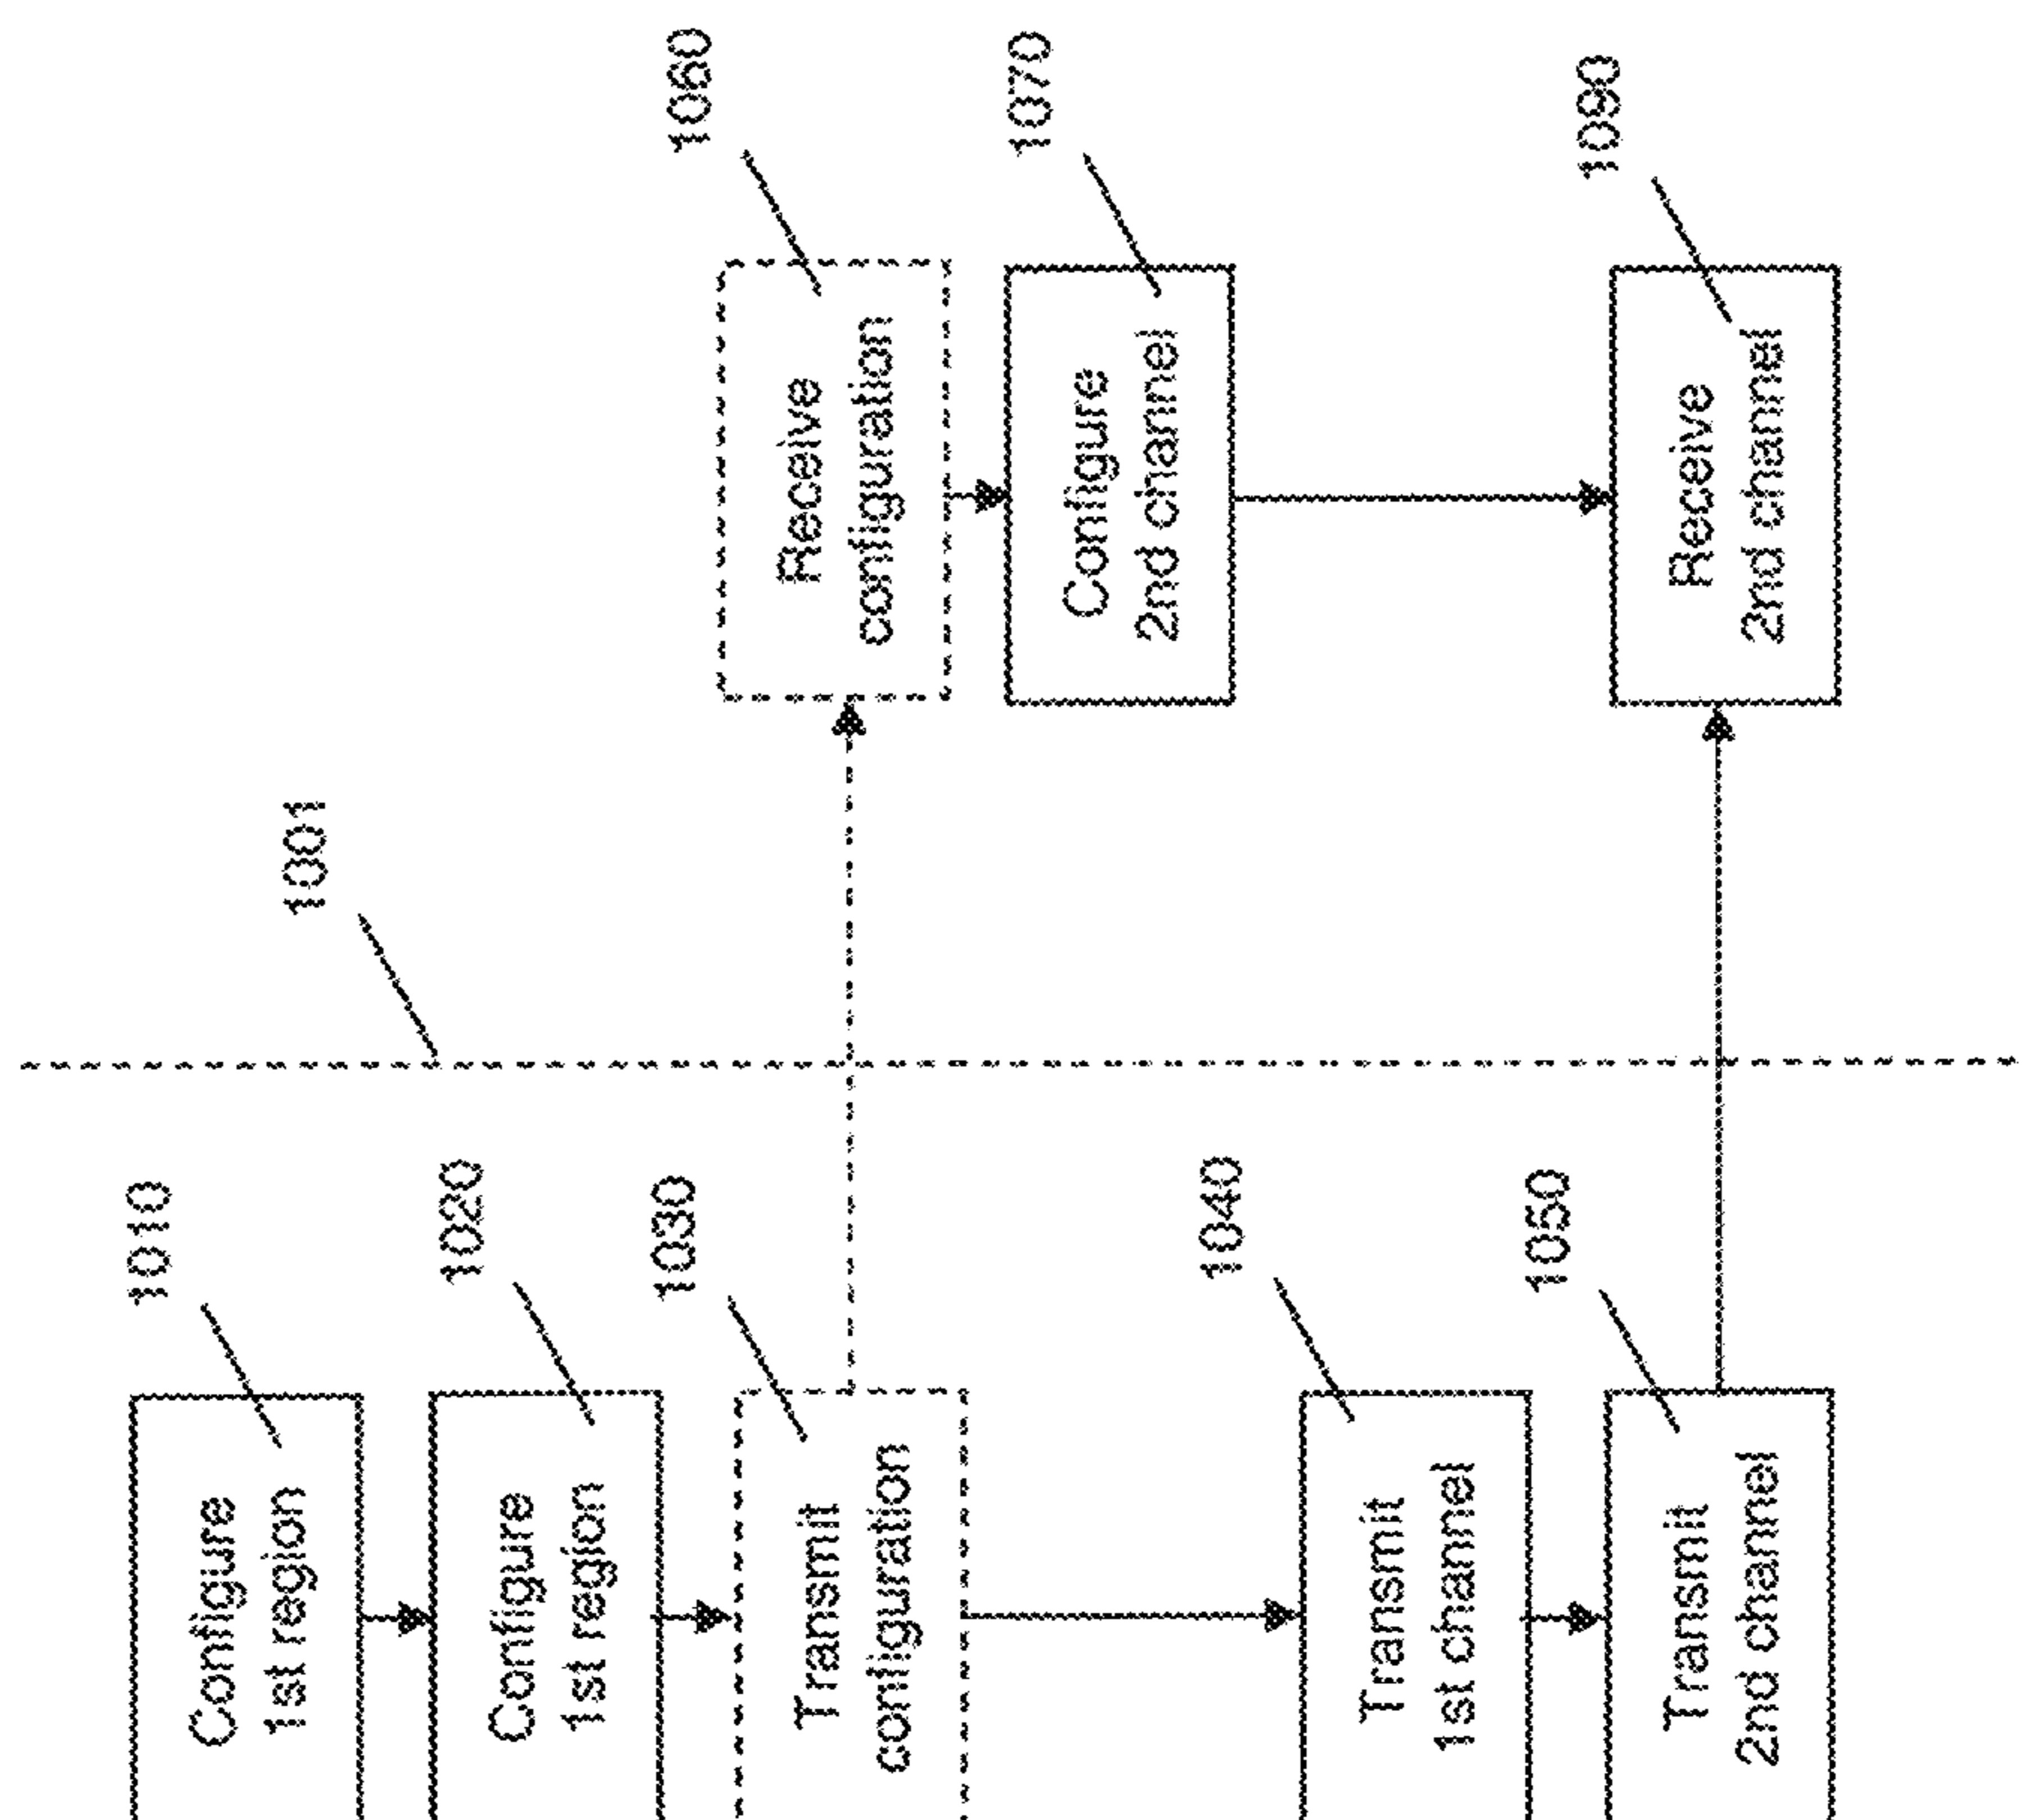 1010
Configure
1st region
1020
Configure
1st region
1030
Transmit
configuration
1040
Transmit
1st channel
1050
Transmit
2nd channel
1001
1060
Receive
configuration
1070
Configure
2nd channel
1090
Receive
2nd channel